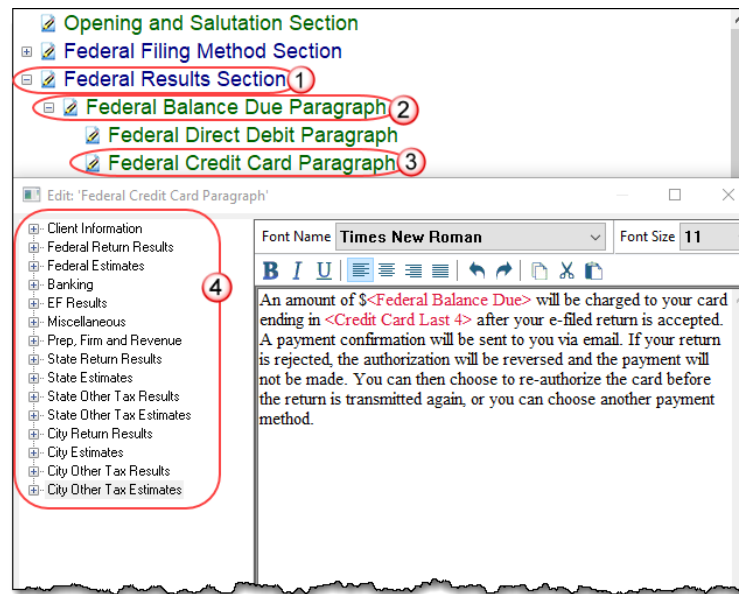 Opening and Salutation Section
Federal Filing Method Section
Federal Results Section 1
Federal Balance Due Paragraph 2
Federal Direct Debit Paragraph
Federal Credit Card Paragraph 3
Edit: 'Federal Credit Card Paragraph'
Client Information
Federal Return Results
Federal Estimates
Banking
EF Results
Miscellaneous
Prep, Firm and Revenue
State Return Results
State Estimates
State Other Tax Results
State Other Tax Estimates
City Return Results
City Estimates
City Other Tax Results
City Other Tax Estimates
4
Font Name Times New Roman Font Size 11
B I U
An amount of $<Federal Balance Due> will be charged to your card
ending in <Credit Card Last 4> after your e-filed return is accepted.
A payment confirmation will be sent to you via email. If your return
is rejected, the authorization will be reversed and the payment will
not be made. You can then choose to re-authorize the card before
the return is transmitted again, or you can choose another payment
method.